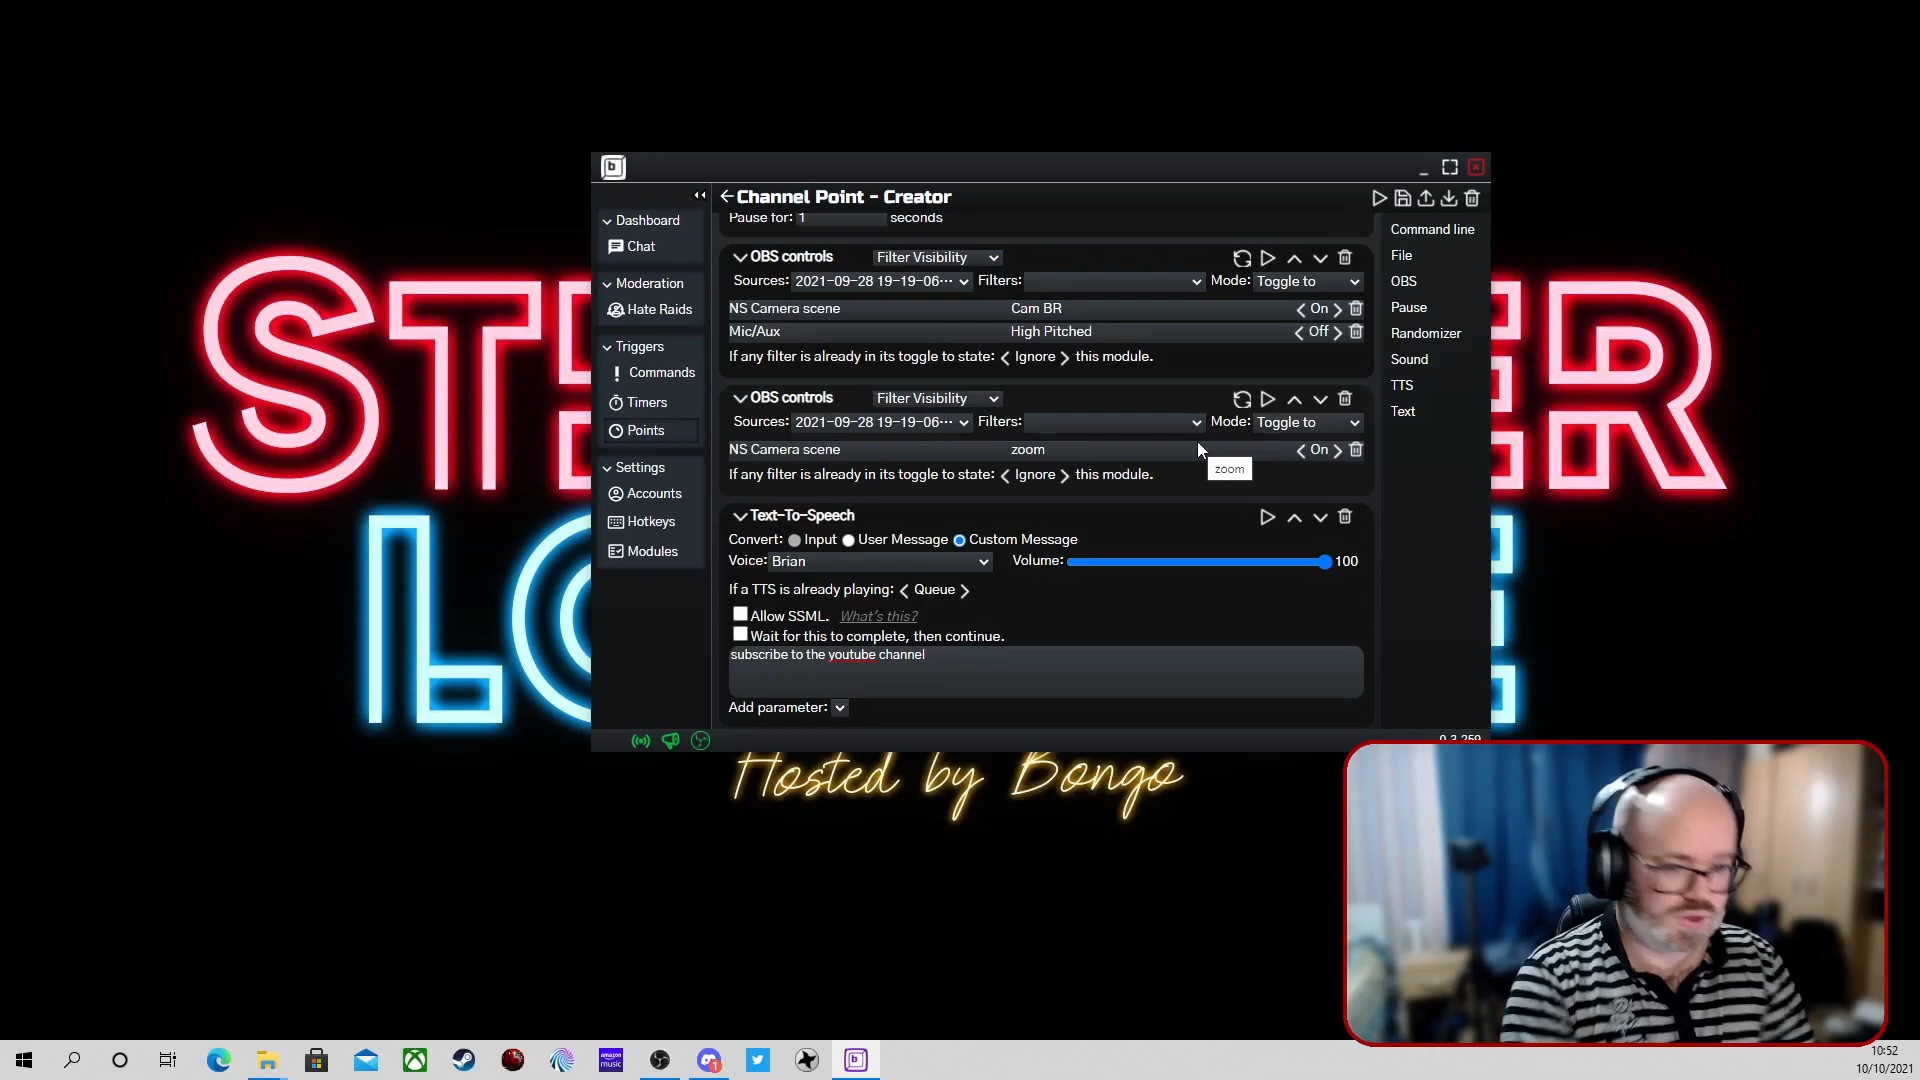 Channel Point - Creator
Pause for: 1 seconds
Dashboard
Chat
Moderation
Hate Raids
Triggers
Commands
Timers
Points
Settings
Accounts
Hotkeys
Modules
OBS controls Filter Visibility
Sources: 2021-09-28 19-19-06··· Filters: Mode: Toggle to
NS Camera scene Cam BR On
Mic/Aux High Pitched Off
If any filter is already in its toggle to state: Ignore this module.
OBS controls Filter Visibility
Sources: 2021-09-28 19-19-06··· Filters: Mode: Toggle to
NS Camera scene zoom On
zoom
If any filter is already in its toggle to state: Ignore this module.
Text-To-Speech
Convert: Input User Message Custom Message
Voice: Brian Volume: 100
If a TTS is already playing: Queue
Allow SSML. What's this?
Wait for this to complete, then continue.
subscribe to the youtube channel
Add parameter:
Command line
File
OBS
Pause
Randomizer
Sound
TTS
Text
Hosted by Bongo
amazon music
1
10:52
10/10/2021